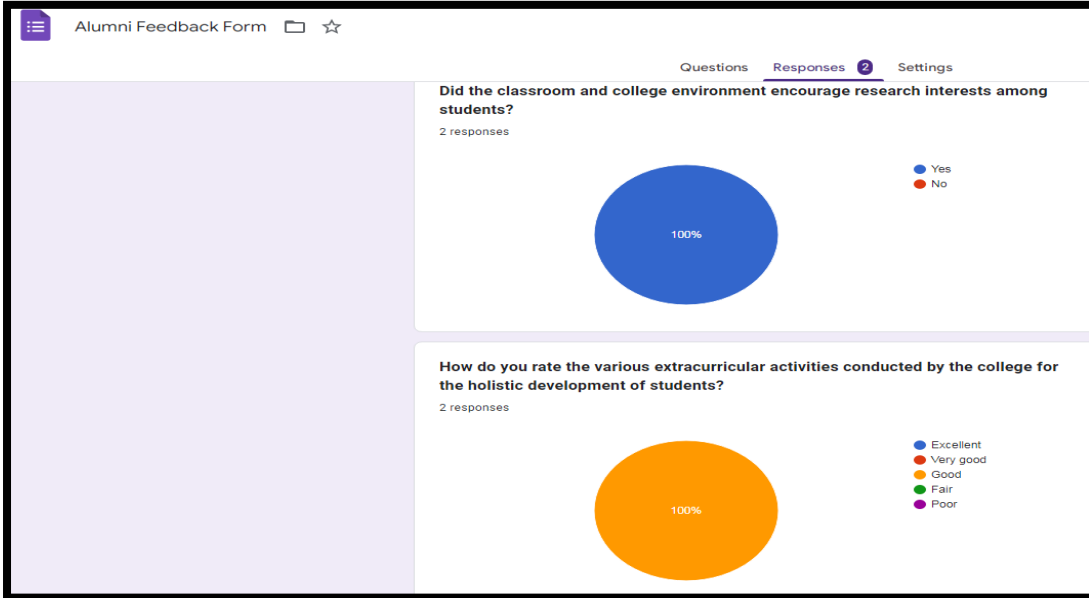 Alumni Feedback Form
Questions Responses 2 Settings
Did the classroom and college environment encourage research interests among
students?
2 responses
Yes
No
100%
How do you rate the various extracurricular activities conducted by the college for
the holistic development of students?
2 responses
Excellent
Very good
Good
Fair
Poor
100%